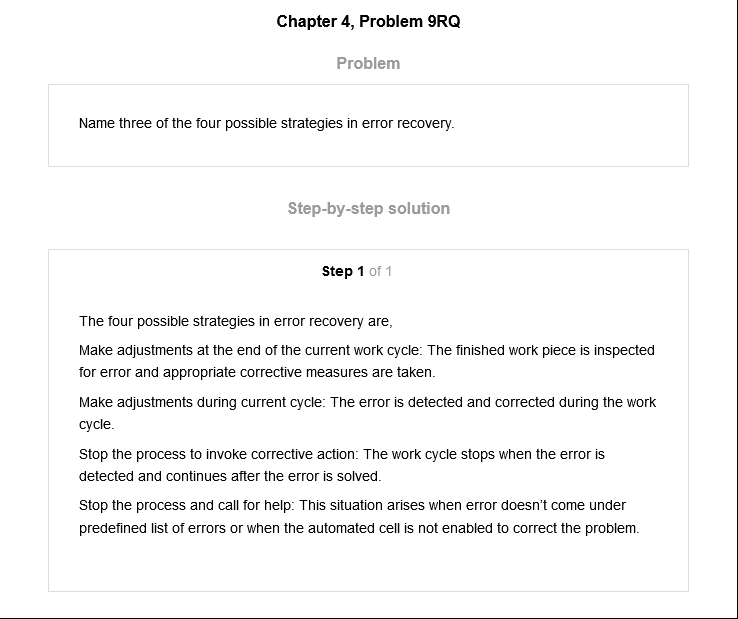 Chapter 4, Problem 9RQ
Problem
Name three of the four possible strategies in error recovery.
Step-by-step solution
Step 1 of 1
The four possible strategies in error recovery are,
Make adjustments at the end of the current work cycle: The finished work piece is inspected
for error and appropriate corrective measures are taken.
Make adjustments during current cycle: The error is detected and corrected during the work
cycle.
Stop the process to invoke corrective action: The work cycle stops when the error is
detected and continues after the error is solved.
Stop the process and call for help: This situation arises when error doesn’t come under
predefined list of errors or when the automated cell is not enabled to correct the problem.